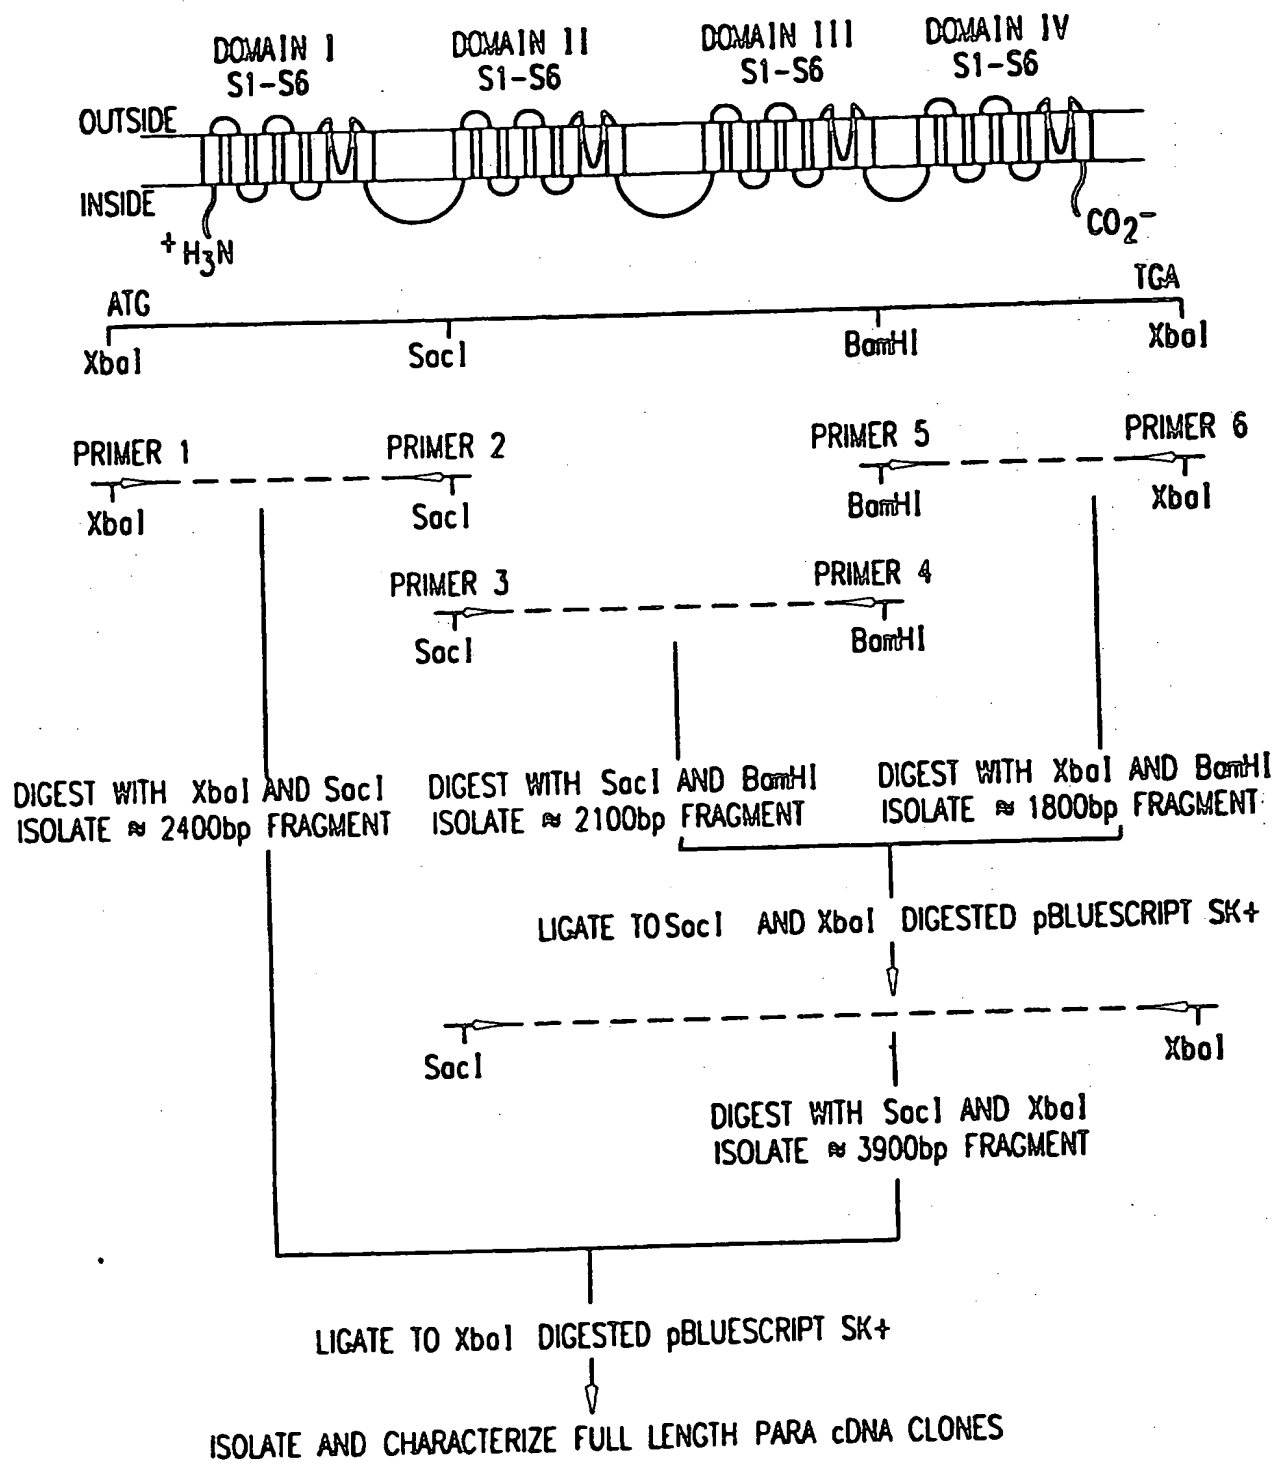 DOMAIN I DOMAIN II DOMAIN III DOMAIN IV
S1-S6 S1-S6 S1-S6 S1-S6
OUTSIDE
INSIDE
+H3N
CO2-
ATG TGA
XbaI SacI BamHI XbaI
PRIMER 1 PRIMER 2 PRIMER 5 PRIMER 6
XbaI SacI BamHI XbaI
PRIMER 3 PRIMER 4
SacI BamHI
DIGEST WITH XbaI AND SacI
ISOLATE ≈ 2400bp FRAGMENT
DIGEST WITH SacI AND BamHI
ISOLATE ≈ 2100bp FRAGMENT
DIGEST WITH XbaI AND BamHI
ISOLATE ≈ 1800bp FRAGMENT
LIGATE TO SacI AND XbaI DIGESTED pBLUESCRIPT SK+
SacI XbaI
DIGEST WITH SacI AND XbaI
ISOLATE ≈ 3900bp FRAGMENT
LIGATE TO XbaI DIGESTED pBLUESCRIPT SK+
ISOLATE AND CHARACTERIZE FULL LENGTH PARA cDNA CLONES